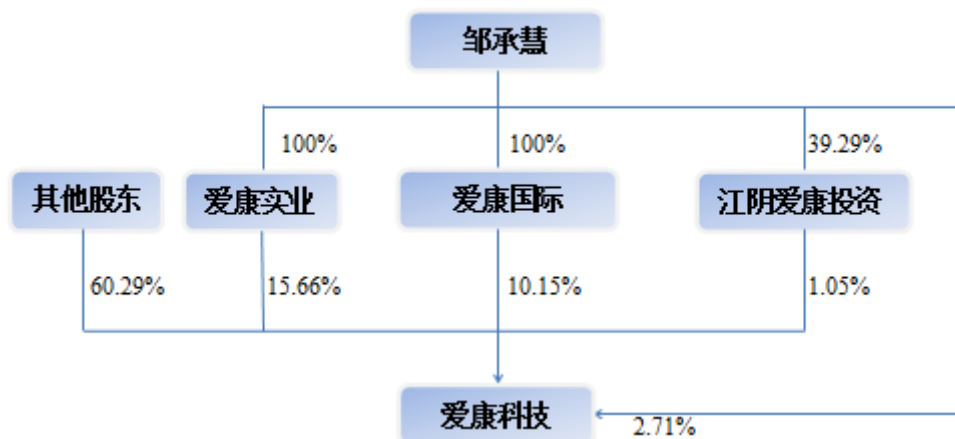 邹承慧
100%
100%
39.29%
其他股东
爱康实业
爱康国际
江阴爱康投资
60.29%
15.66%
10.15%
1.05%
爱康科技
2.71%